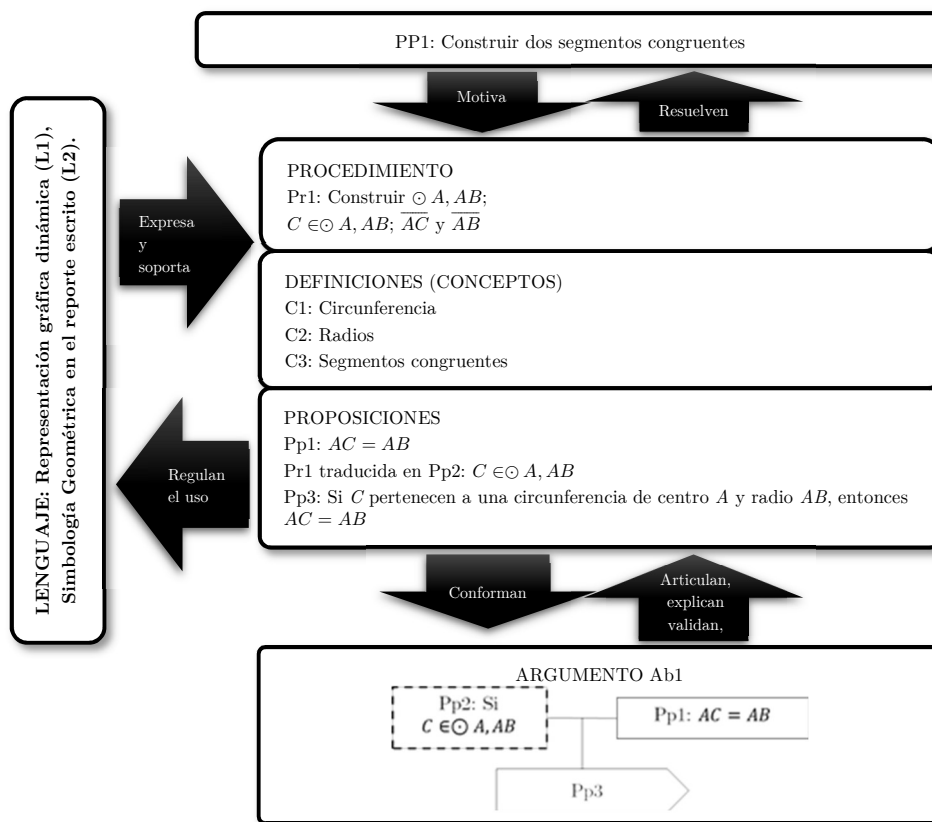 PP1: Construir dos segmentos congruentes
Motiva
Resuelven
LENGUAJE: Representación gráfica dinámica (L1),
Simbología Geométrica en el reporte escrito (L2).
Expresa
y
soporta
PROCEDIMIENTO
Pr1: Construir ⊙ A, AB;
C ∈⊙ A, AB; \overline{AC} y \overline{AB}
DEFINICIONES (CONCEPTOS)
C1: Circunferencia
C2: Radios
C3: Segmentos congruentes
Regulan
el uso
PROPOSICIONES
Pp1: AC = AB
Pr1 traducida en Pp2: C ∈⊙ A, AB
Pp3: Si C pertenecen a una circunferencia de centro A y radio AB, entonces
AC = AB
Conforman
Articulan,
explican
validan,
ARGUMENTO Ab1
Pp2: Si
C ∈⊙ A, AB
Pp1: AC = AB
Pp3